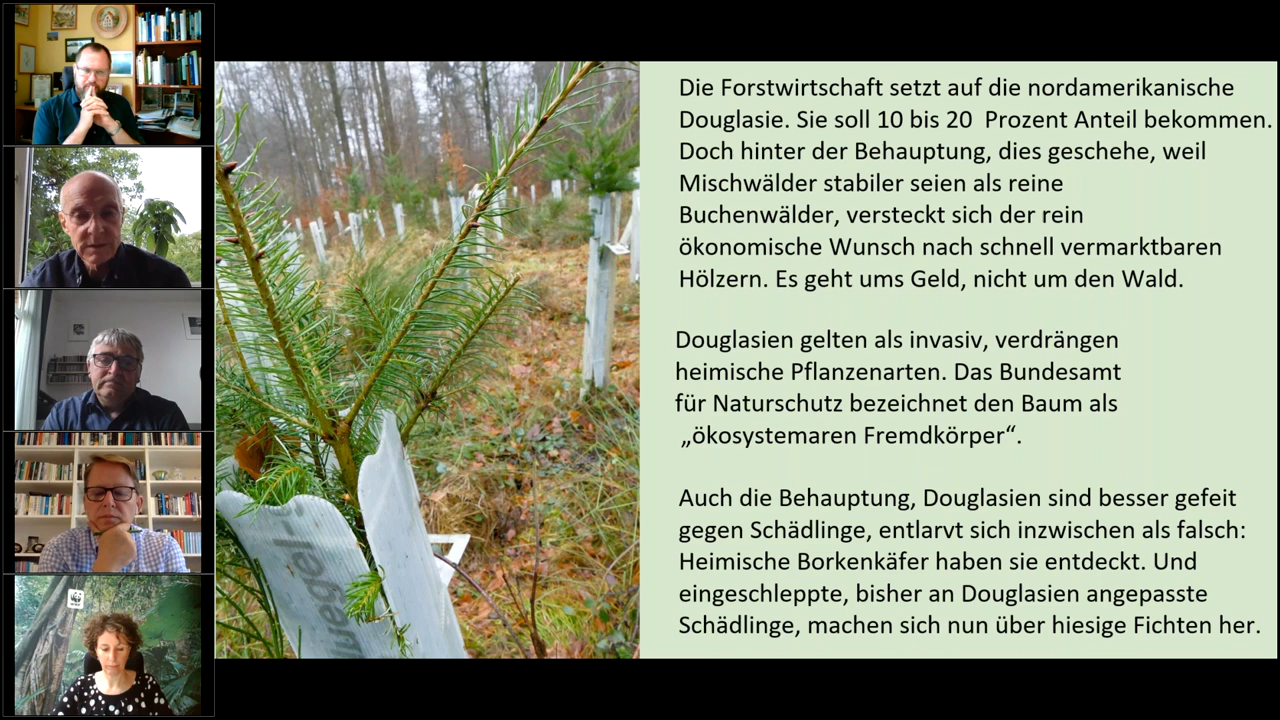 Die Forstwirtschaft setzt auf die nordamerikanische
Douglasie. Sie soll 10 bis 20 Prozent Anteil bekommen.
Doch hinter der Behauptung, dies geschehe, weil
Mischwälder stabiler seien als reine
Buchenwälder, versteckt sich der rein
ökonomische Wunsch nach schnell vermarktbaren
Hölzern. Es geht ums Geld, nicht um den Wald.
Douglasien gelten als invasiv, verdrängen
heimische Pflanzenarten. Das Bundesamt
für Naturschutz bezeichnet den Baum als
„ökosystemaren Fremdkörper“.
Auch die Behauptung, Douglasien sind besser gefeit
gegen Schädlinge, entlarvt sich inzwischen als falsch:
Heimische Borkenkäfer haben sie entdeckt. Und
eingeschleppte, bisher an Douglasien angepasste
Schädlinge, machen sich nun über hiesige Fichten her.